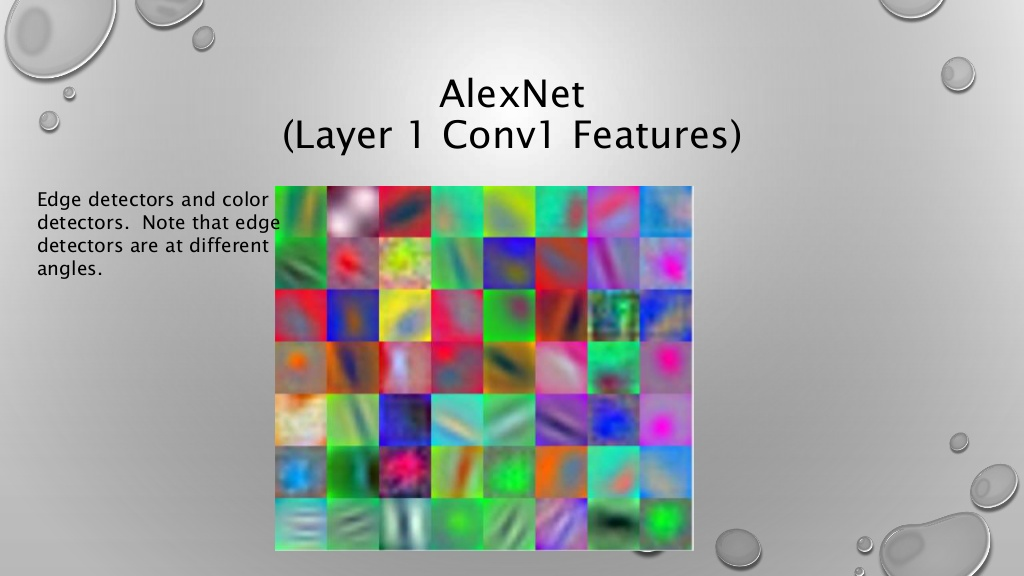 AlexNet
(Layer 1 Conv1 Features)
Edge detectors and color
detectors.  Note that edge
detectors are at different
angles.